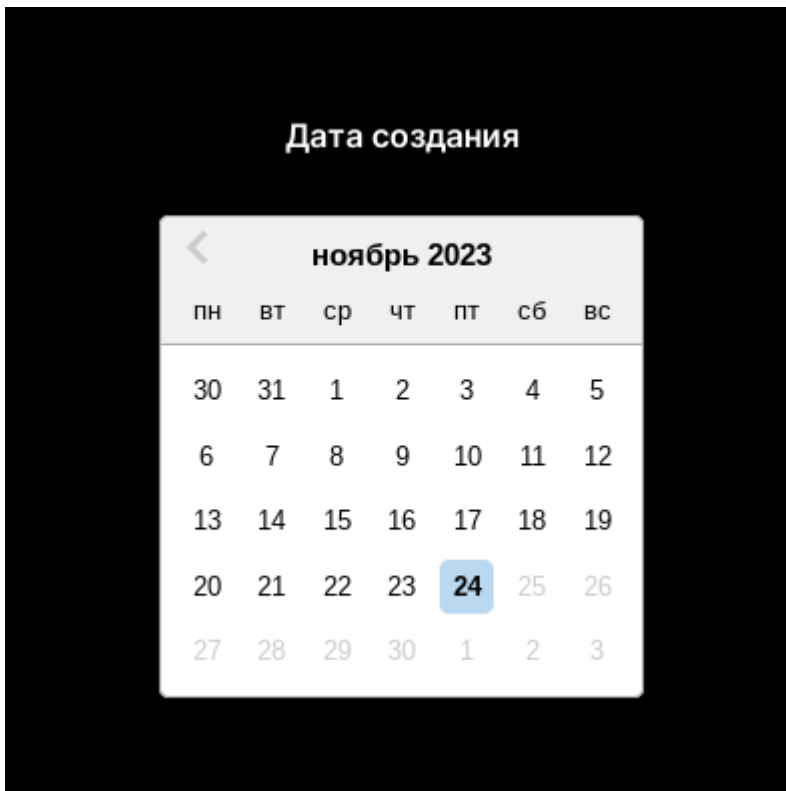 Дата создания
ноябрь 2023
пн вт ср чт пт сб вс
30 31 1 2 3 4 5
6 7 8 9 10 11 12
13 14 15 16 17 18 19
20 21 22 23 24 25 26
27 28 29 30 1 2 3